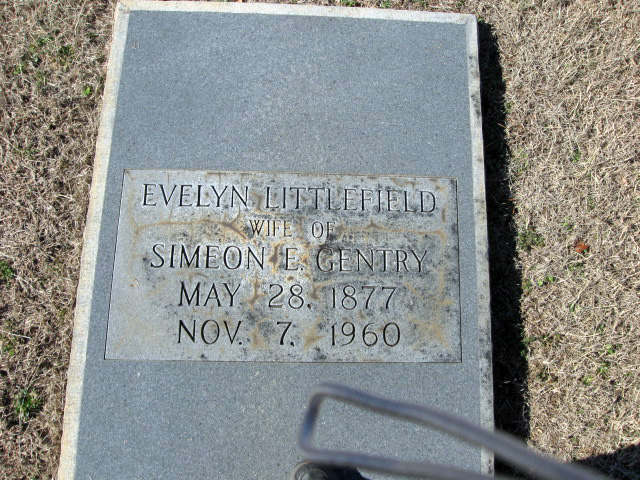 EVELYN LITTLEFIELD
WIFE OF
SIMEON E. GENTRY
MAY 28, 1877
NOV. 7, 1960